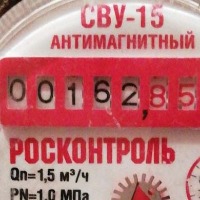 СВУ-15
АНТИМАГНИТНЫЙ
00162,85
РОСКОНТРОЛЬ
Qn=1,5 м³/ч
PN=1,0 МПа